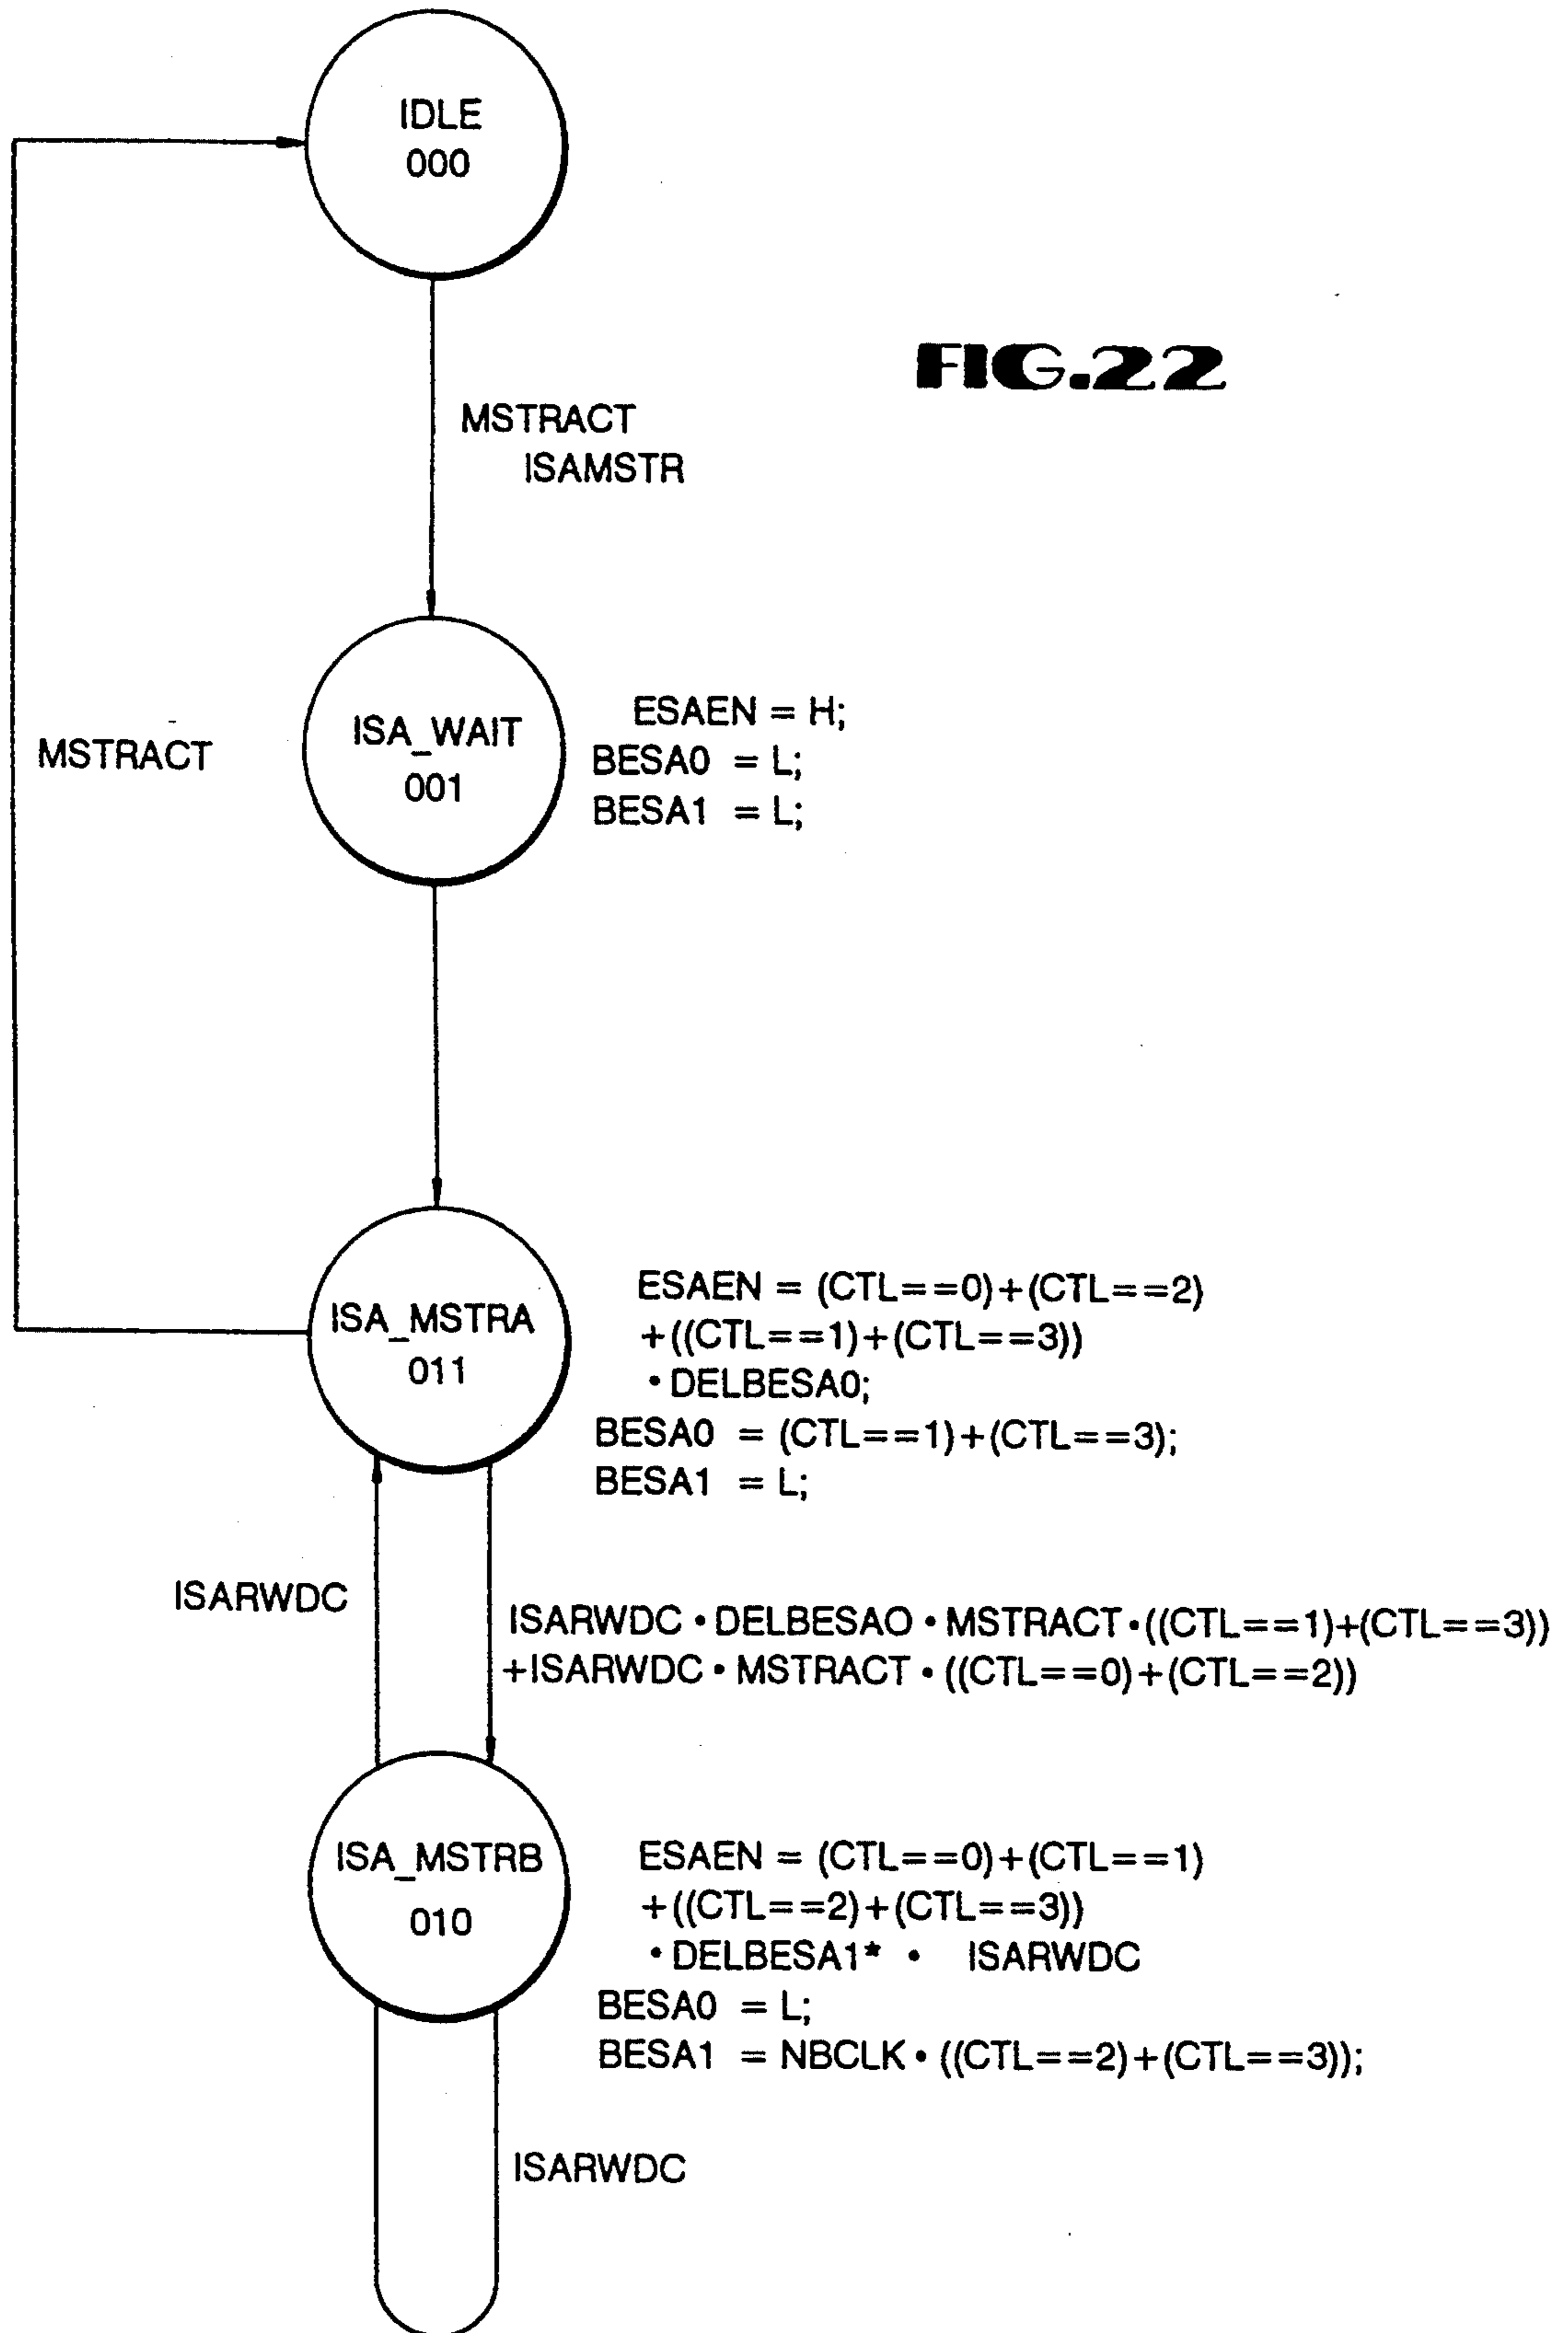 IDLE
000
FIG.22
MSTRACT
ISAMSTR
MSTRACT
ISA_WAIT
001
ESAEN = H;
BESA0 = L;
BESA1 = L;
ISA_MSTRA
011
ESAEN = (CTL==0)+(CTL==2)
+((CTL==1)+(CTL==3))
• DELBESA0;
BESA0 = (CTL==1)+(CTL==3);
BESA1 = L;
ISARWDC
ISARWDC • DELBESAO • MSTRACT•((CTL==1)+(CTL==3))
+ISARWDC • MSTRACT • ((CTL==0)+(CTL==2))
ISA_MSTRB
010
ESAEN = (CTL==0)+(CTL==1)
+((CTL==2)+(CTL==3))
• DELBESA1* • ISARWDC
BESA0 = L;
BESA1 = NBCLK • ((CTL==2)+(CTL==3));
ISARWDC